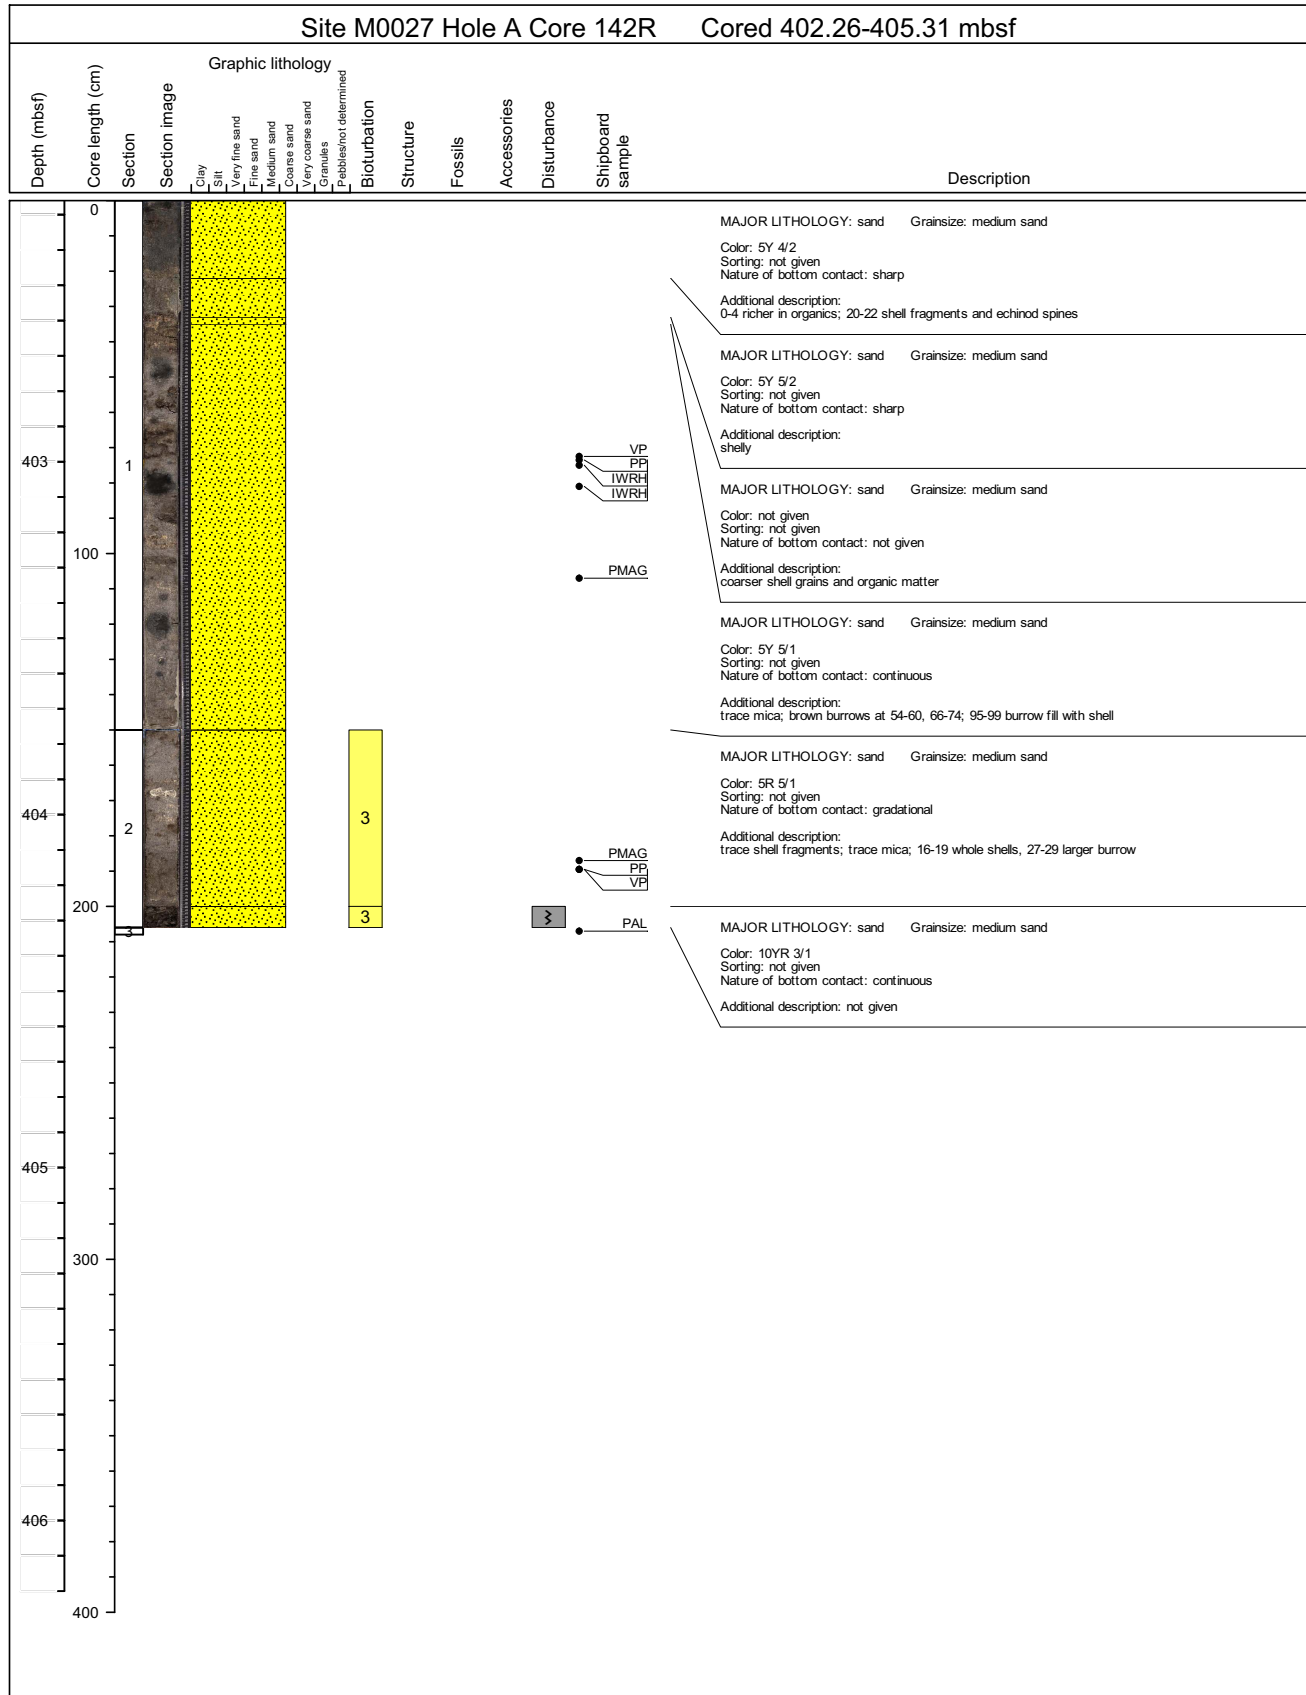 Site M0027 Hole A Core 142R Cored 402.26-405.31 mbsf
Depth (mbsf)
Core length (cm)
Section
Section image
Graphic lithology
Clay
Silt
Very fine sand
Fine sand
Medium sand
Coarse sand
Very coarse sand
Granules
Pebbles/not determined
Bioturbation
Structure
Fossils
Accessories
Disturbance
Shipboard
sample
Description
0
MAJOR LITHOLOGY: sand Grainsize: medium sand
Color: 5Y 4/2
Sorting: not given
Nature of bottom contact: sharp
Additional description:
0-4 richer in organics; 20-22 shell fragments and echinod spines
MAJOR LITHOLOGY: sand Grainsize: medium sand
Color: 5Y 5/2
Sorting: not given
Nature of bottom contact: sharp
Additional description:
shelly
403
1
VP
PP
IWRH
IWRH
MAJOR LITHOLOGY: sand Grainsize: medium sand
Color: not given
Sorting: not given
Nature of bottom contact: not given
Additional description:
coarser shell grains and organic matter
100
PMAG
MAJOR LITHOLOGY: sand Grainsize: medium sand
Color: 5Y 5/1
Sorting: not given
Nature of bottom contact: continuous
Additional description:
trace mica; brown burrows at 54-60, 66-74; 95-99 burrow fill with shell
MAJOR LITHOLOGY: sand Grainsize: medium sand
Color: 5R 5/1
Sorting: not given
Nature of bottom contact: gradational
Additional description:
trace shell fragments; trace mica; 16-19 whole shells, 27-29 larger burrow
404
2
3
PMAG
PP
VP
200
3
3
PAL
MAJOR LITHOLOGY: sand Grainsize: medium sand
Color: 10YR 3/1
Sorting: not given
Nature of bottom contact: continuous
Additional description: not given
405
300
406
400